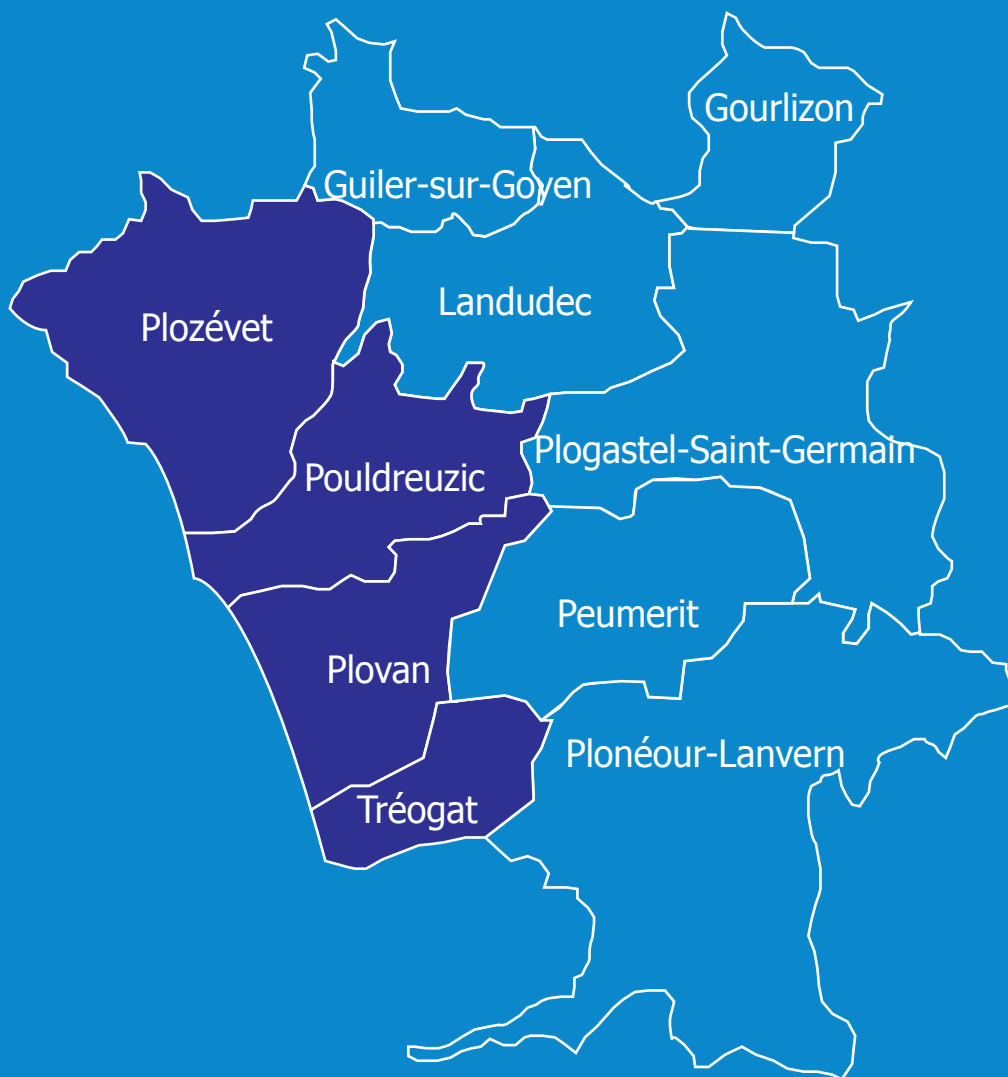 Gourlizon
Guiler-sur-Goyen
Landudec
Plozévet
Plogastel-Saint-Germain
Pouldreuzic
Peumerit
Plovan
Plonéour-Lanvern
Tréogat